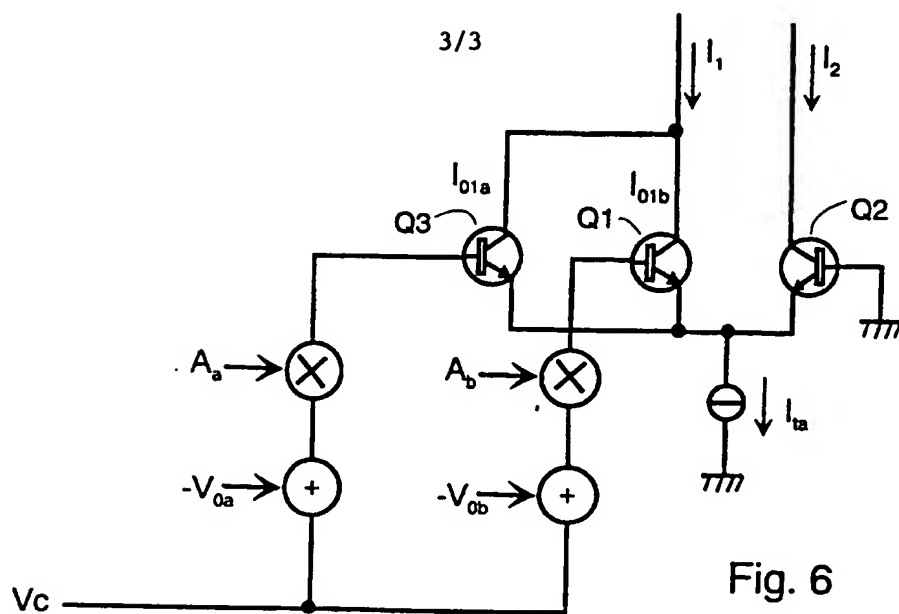 3/3
I₁
I₂
I₀₁ₐ
I₀₁b
Q3
Q1
Q2
Aₐ
Ab
Iₜₐ
-V₀ₐ
+
-V₀b
+
Vc
Fig. 6